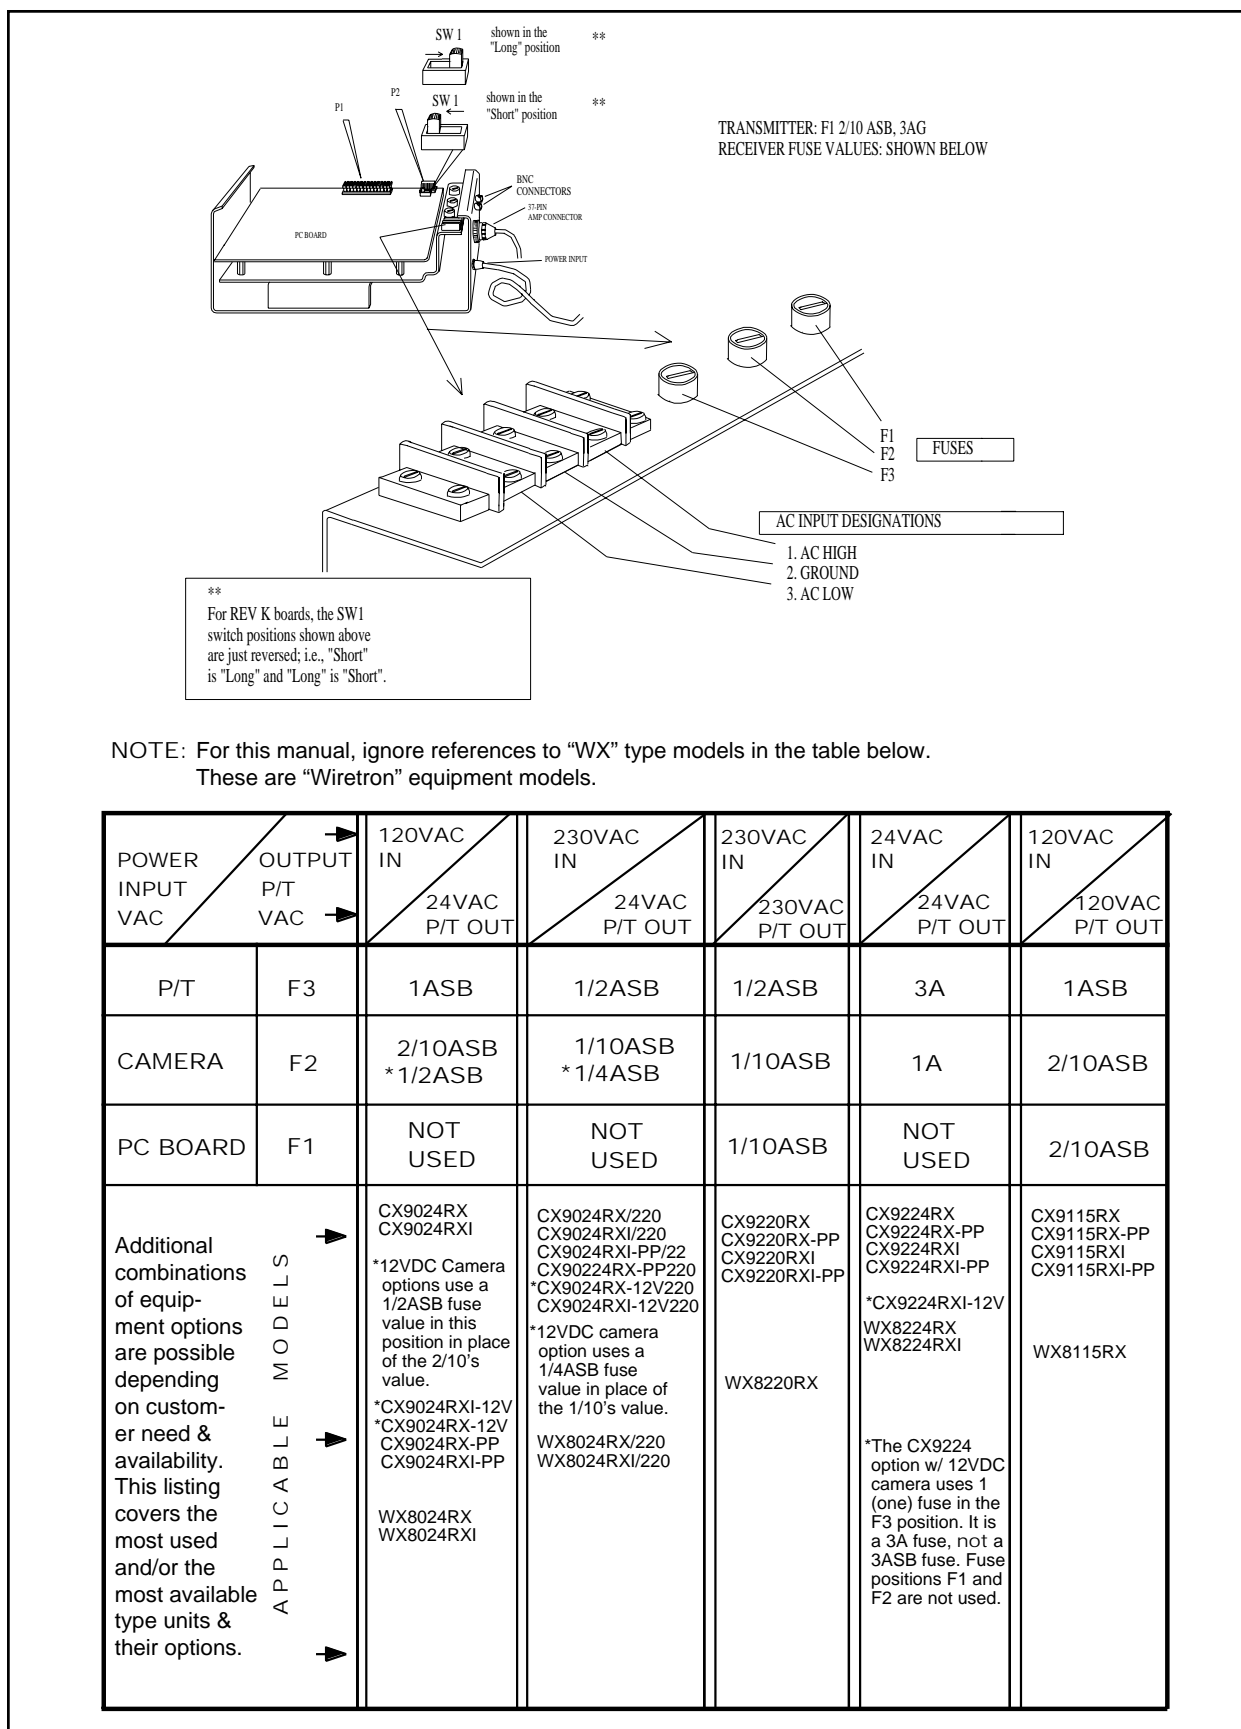 SW 1
shown in the
"Long" position
**
P1
P2
SW 1
shown in the
"Short" position
**
TRANSMITTER: F1 2/10 ASB, 3AG
RECEIVER FUSE VALUES: SHOWN BELOW
BNC
CONNECTORS
37-PIN
AMP CONNECTOR
PC BOARD
POWER INPUT
F1
F2
F3
FUSES
AC INPUT DESIGNATIONS
1. AC HIGH
2. GROUND
3. AC LOW
**
For REV K boards, the SW1
switch positions shown above
are just reversed; i.e., "Short"
is "Long" and "Long" is "Short".
NOTE: For this manual, ignore references to “WX” type models in the table below.
These are “Wiretron” equipment models.
POWER
INPUT
VAC
OUTPUT
P/T
VAC
120VAC
IN
24VAC
P/T OUT
230VAC
IN
24VAC
P/T OUT
230VAC
IN
230VAC
P/T OUT
24VAC
IN
24VAC
P/T OUT
120VAC
IN
120VAC
P/T OUT
P/T
F3
1ASB
1/2ASB
1/2ASB
3A
1ASB
CAMERA
F2
2/10ASB
*1/2ASB
1/10ASB
*1/4ASB
1/10ASB
1A
2/10ASB
PC BOARD
F1
NOT
USED
NOT
USED
1/10ASB
NOT
USED
2/10ASB
Additional
combinations
of equip-
ment options
are possible
depending
on custom-
er need &
availability.
This listing
covers the
most used
and/or the
most available
type units &
their options.
APPLICABLE MODELS
CX9024RX
CX9024RXI
*12VDC Camera
options use a
1/2ASB fuse
value in this
position in place
of the 2/10's
value.
*CX9024RXI-12V
*CX9024RX-12V
CX9024RX-PP
CX9024RXI-PP
WX8024RX
WX8024RXI
CX9024RX/220
CX9024RXI/220
CX9024RXI-PP/22
CX90224RX-PP220
*CX9024RX-12V220
CX9024RXI-12V220
*12VDC camera
option uses a
1/4ASB fuse
value in place of
the 1/10's value.
WX8024RX/220
WX8024RXI/220
CX9220RX
CX9220RX-PP
CX9220RXI
CX9220RXI-PP
WX8220RX
CX9224RX
CX9224RX-PP
CX9224RXI
CX9224RXI-PP
*CX9224RXI-12V
WX8224RX
WX8224RXI
*The CX9224
option w/ 12VDC
camera uses 1
(one) fuse in the
F3 position. It is
a 3A fuse, not a
3ASB fuse. Fuse
positions F1 and
F2 are not used.
CX9115RX
CX9115RX-PP
CX9115RXI
CX9115RXI-PP
WX8115RX